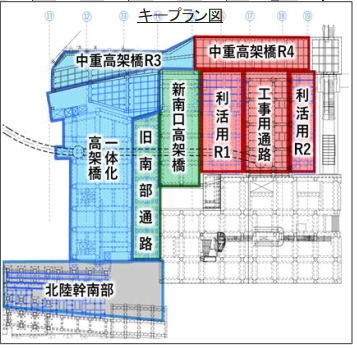 キープラン図
⑪
⑫
⑬
⑰
⑱
⑲
中重高架橋R3
中重高架橋R4
一体化
高架橋
旧南部通路
新南口高架橋
利活用
R1
工事用通路
利活用R2
北陸幹南部